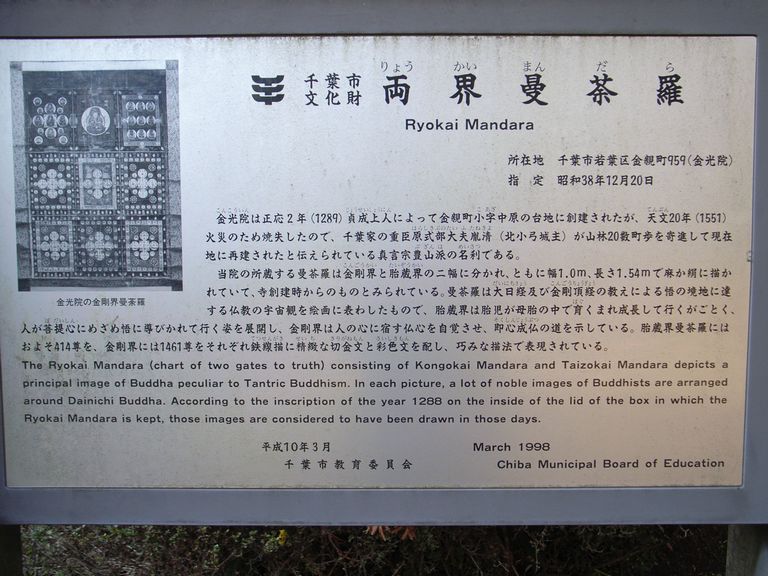 千葉市
文化財
りょう かい まん だ ら
両界曼荼羅
Ryokai Mandara
所在地 千葉市若葉区金親町959(金光院)
指 定 昭和38年12月20日
金光院は正応2年(1289)貞成上人によって金親町小字中原の台地に創建されたが、天文20年(1551)
火災のため焼失したので、千葉家の重臣原式部大夫胤清(北小弓城主)が山林20数町歩を寄進して現在
地に再建されたと伝えられている真言宗豊山派の名刹である。
当院の所蔵する曼荼羅は金剛界と胎蔵界の二幅に分かれ、ともに幅1.0m、長さ1.54mで麻か絹に描か
れていて、寺創建時からのものとみられている。曼荼羅は大日経及び金剛頂経の教えによる悟の境地に達
する仏教の宇宙観を絵画に表わしたもので、胎蔵界は胎児が母胎の中で育くまれ成長して行くがごとく、
人が菩提心にめざめ悟に導びかれて行く姿を展開し、金剛界は人の心に宿す仏心を自覚させ、即心成仏の道を示している。胎蔵界曼荼羅には
およそ414尊を、金剛界には1461尊をそれぞれ鉄線描に精緻な切金文と彩色文を配し、巧みな描法で表現されている。
金光院の金剛界曼荼羅
The Ryokai Mandara (chart of two gates to truth) consisting of Kongokai Mandara and Taizokai Mandara depicts a
principal image of Buddha peculiar to Tantric Buddhism. In each picture, a lot of noble images of Buddhists are arranged
around Dainichi Buddha. According to the inscription of the year 1288 on the inside of the lid of the box in which the
Ryokai Mandara is kept, those images are considered to have been drawn in those days.
平成10年3月 March 1998
千葉市教育委員会 Chiba Municipal Board of Education